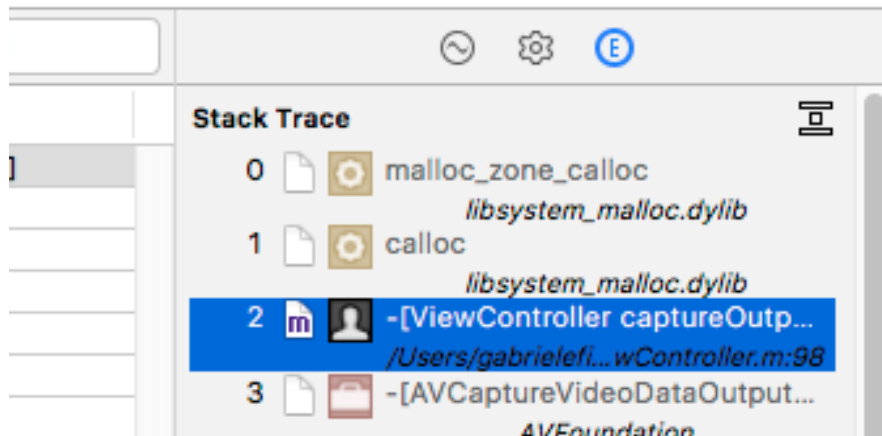 E
Stack Trace
]
0 malloc_zone_calloc
libsystem_malloc.dylib
1 calloc
libsystem_malloc.dylib
2 m -[ViewController captureOutp...
/Users/gabrielefi...wController.m:98
3 -[AVCaptureVideoDataOutput...
AVFoundation